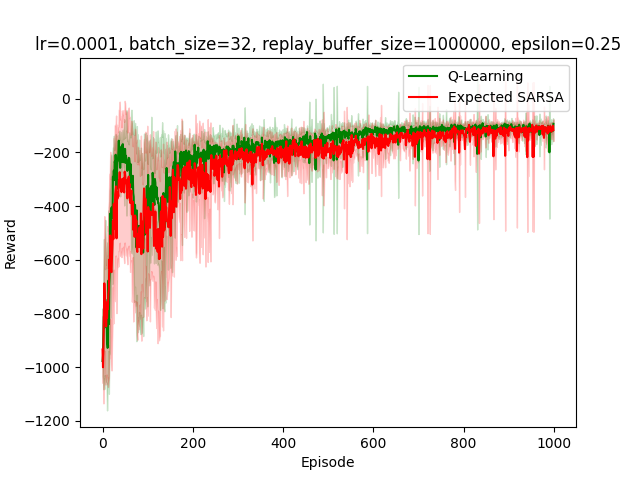 lr=0.0001, batch_size=32, replay_buffer_size=1000000, epsilon=0.25
Q-Learning
Expected SARSA
0
−200
−400
−600
−800
−1000
−1200
Reward
0 200 400 600 800 1000
Episode